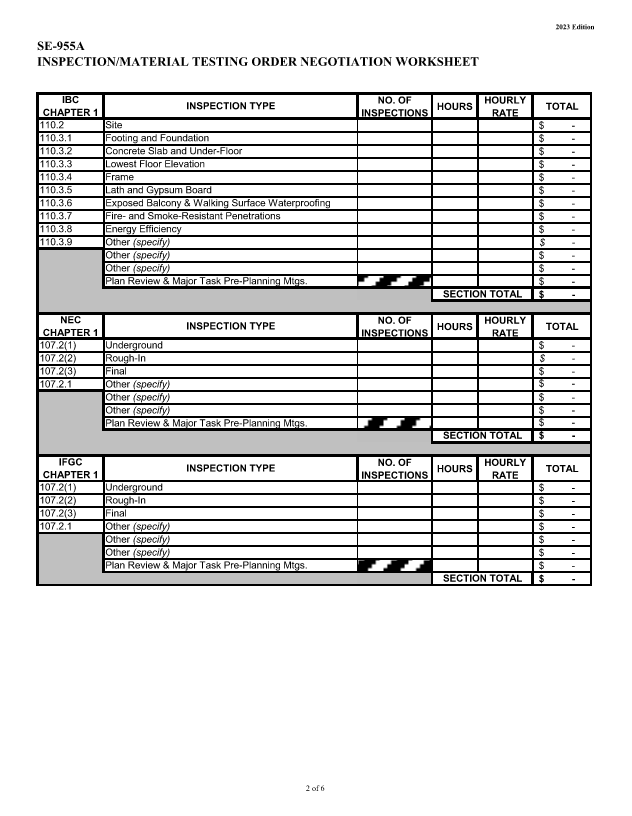 2023 Edition
SE-955A
INSPECTION/MATERIAL TESTING ORDER NEGOTIATION WORKSHEET
IBC CHAPTER 1 INSPECTION TYPE NO. OF INSPECTIONS HOURS HOURLY RATE TOTAL
110.2 Site $ -
110.3.1 Footing and Foundation $ -
110.3.2 Concrete Slab and Under-Floor $ -
110.3.3 Lowest Floor Elevation $ -
110.3.4 Frame $ -
110.3.5 Lath and Gypsum Board $ -
110.3.6 Exposed Balcony & Walking Surface Waterproofing $ -
110.3.7 Fire- and Smoke-Resistant Penetrations $ -
110.3.8 Energy Efficiency $ -
110.3.9 Other (specify) $ -
Other (specify) $ -
Other (specify) $ -
Plan Review & Major Task Pre-Planning Mtgs. $ -
SECTION TOTAL $ -
NEC CHAPTER 1 INSPECTION TYPE NO. OF INSPECTIONS HOURS HOURLY RATE TOTAL
107.2(1) Underground $ -
107.2(2) Rough-In $ -
107.2(3) Final $ -
107.2.1 Other (specify) $ -
Other (specify) $ -
Other (specify) $ -
Plan Review & Major Task Pre-Planning Mtgs. $ -
SECTION TOTAL $ -
IFGC CHAPTER 1 INSPECTION TYPE NO. OF INSPECTIONS HOURS HOURLY RATE TOTAL
107.2(1) Underground $ -
107.2(2) Rough-In $ -
107.2(3) Final $ -
107.2.1 Other (specify) $ -
Other (specify) $ -
Other (specify) $ -
Plan Review & Major Task Pre-Planning Mtgs. $ -
SECTION TOTAL $ -
2 of 6